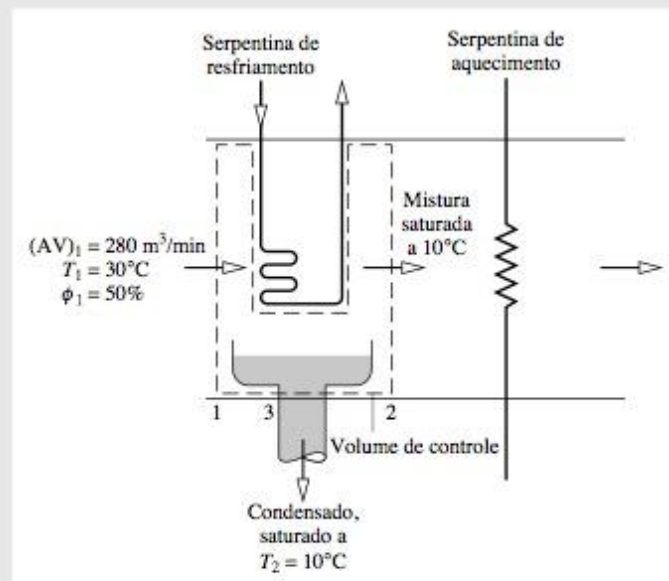 Serpentina de
resfriamento
Serpentina de
aquecimento
(AV)₁ = 280 m³/min
T₁ = 30°C
ϕ₁ = 50%
Mistura
saturada
a 10°C
1
3
2
Volume de controle
Condensado,
saturado a
T₂ = 10°C